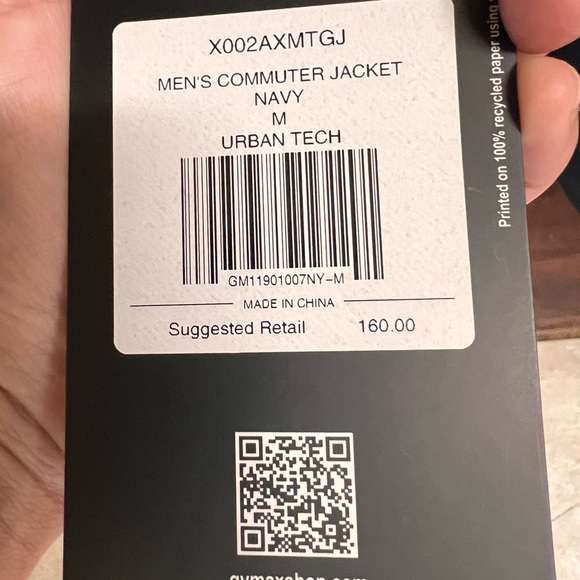 X002AXMTGJ
MEN'S COMMUTER JACKET
NAVY
M
URBAN TECH
GM11901007NY-M
MADE IN CHINA
Suggested Retail 160.00
Printed on 100% recycled paper using